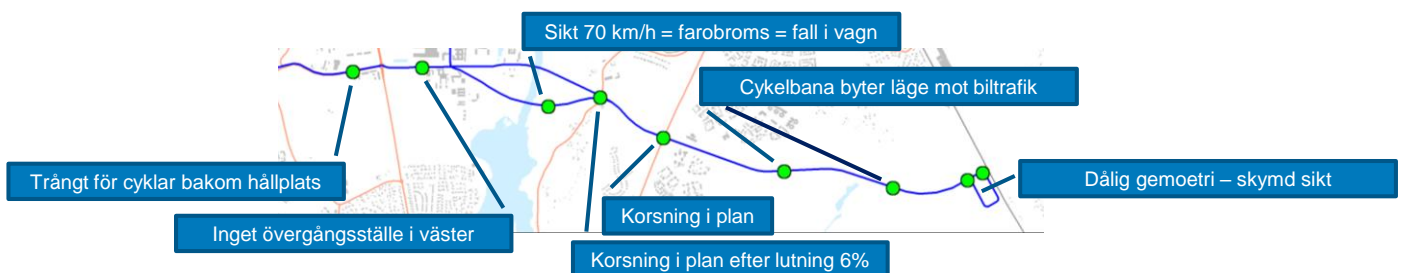 Sikt 70 km/h = farobroms = fall i vagn
Cykelbana byter läge mot biltrafik
Trångt för cyklar bakom hållplats
Dålig gemoetri – skymd sikt
Korsning i plan
Inget övergångsställe i väster
Korsning i plan efter lutning 6%